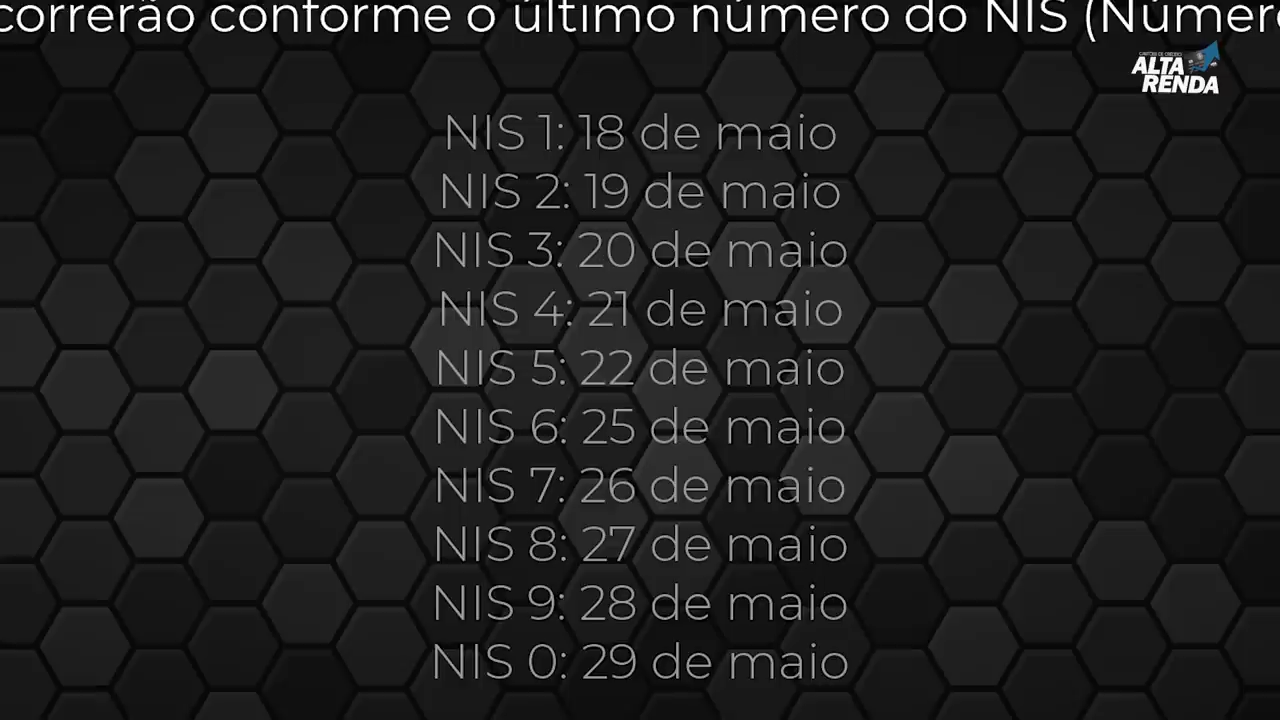 correrão conforme o último número do NIS (Número
ALTA
RENDA
NIS 1: 18 de maio
NIS 2: 19 de maio
NIS 3: 20 de maio
NIS 4: 21 de maio
NIS 5: 22 de maio
NIS 6: 25 de maio
NIS 7: 26 de maio
NIS 8: 27 de maio
NIS 9: 28 de maio
NIS 0: 29 de maio